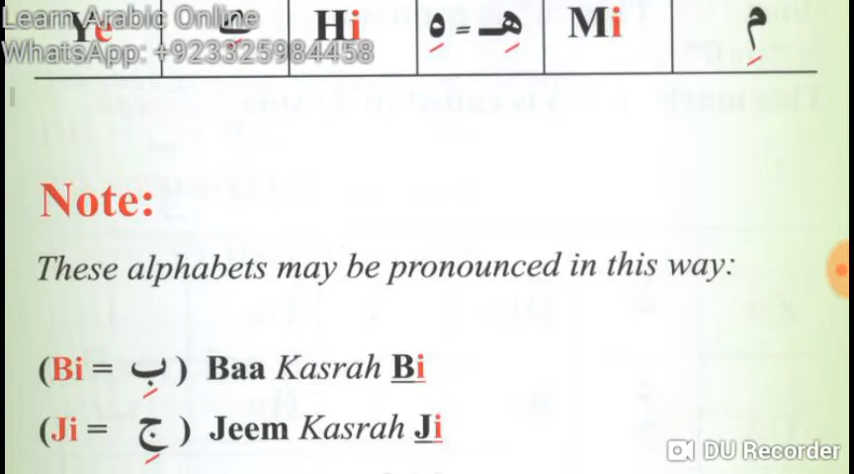 Learn Arabic Online
WhatsApp: +923325984458
Ye Hi هِ = هِـ Mi مِ
Note:
These alphabets may be pronounced in this way:
(Bi = بِ ) Baa Kasrah Bi
(Ji = جِ ) Jeem Kasrah Ji
DU Recorder